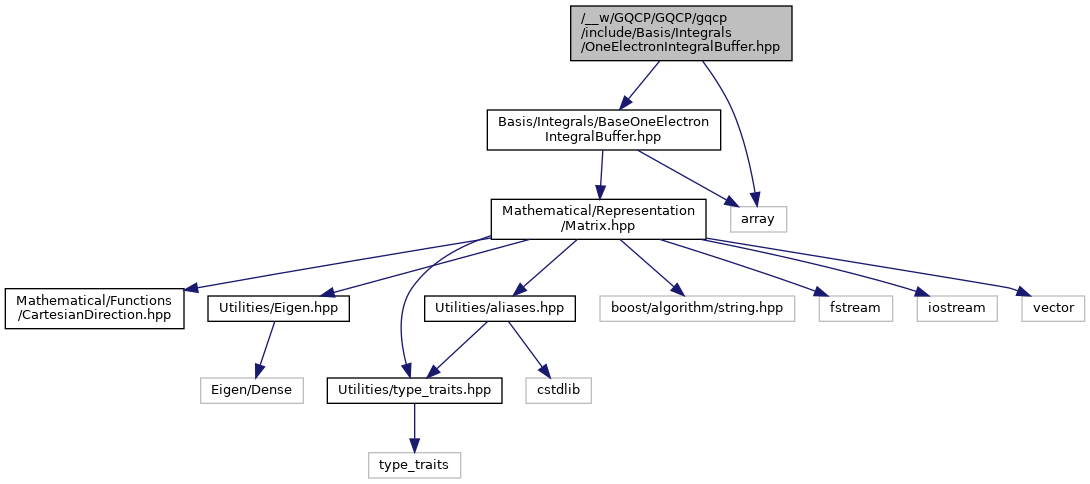 /__w/GQCP/GQCP/gqcp
/include/Basis/Integrals
/OneElectronIntegralBuffer.hpp
Basis/Integrals/BaseOneElectron
IntegralBuffer.hpp
Mathematical/Representation
/Matrix.hpp
array
Mathematical/Functions
/CartesianDirection.hpp
Utilities/Eigen.hpp
Utilities/aliases.hpp
boost/algorithm/string.hpp
fstream
iostream
vector
Eigen/Dense
Utilities/type_traits.hpp
cstdlib
type_traits